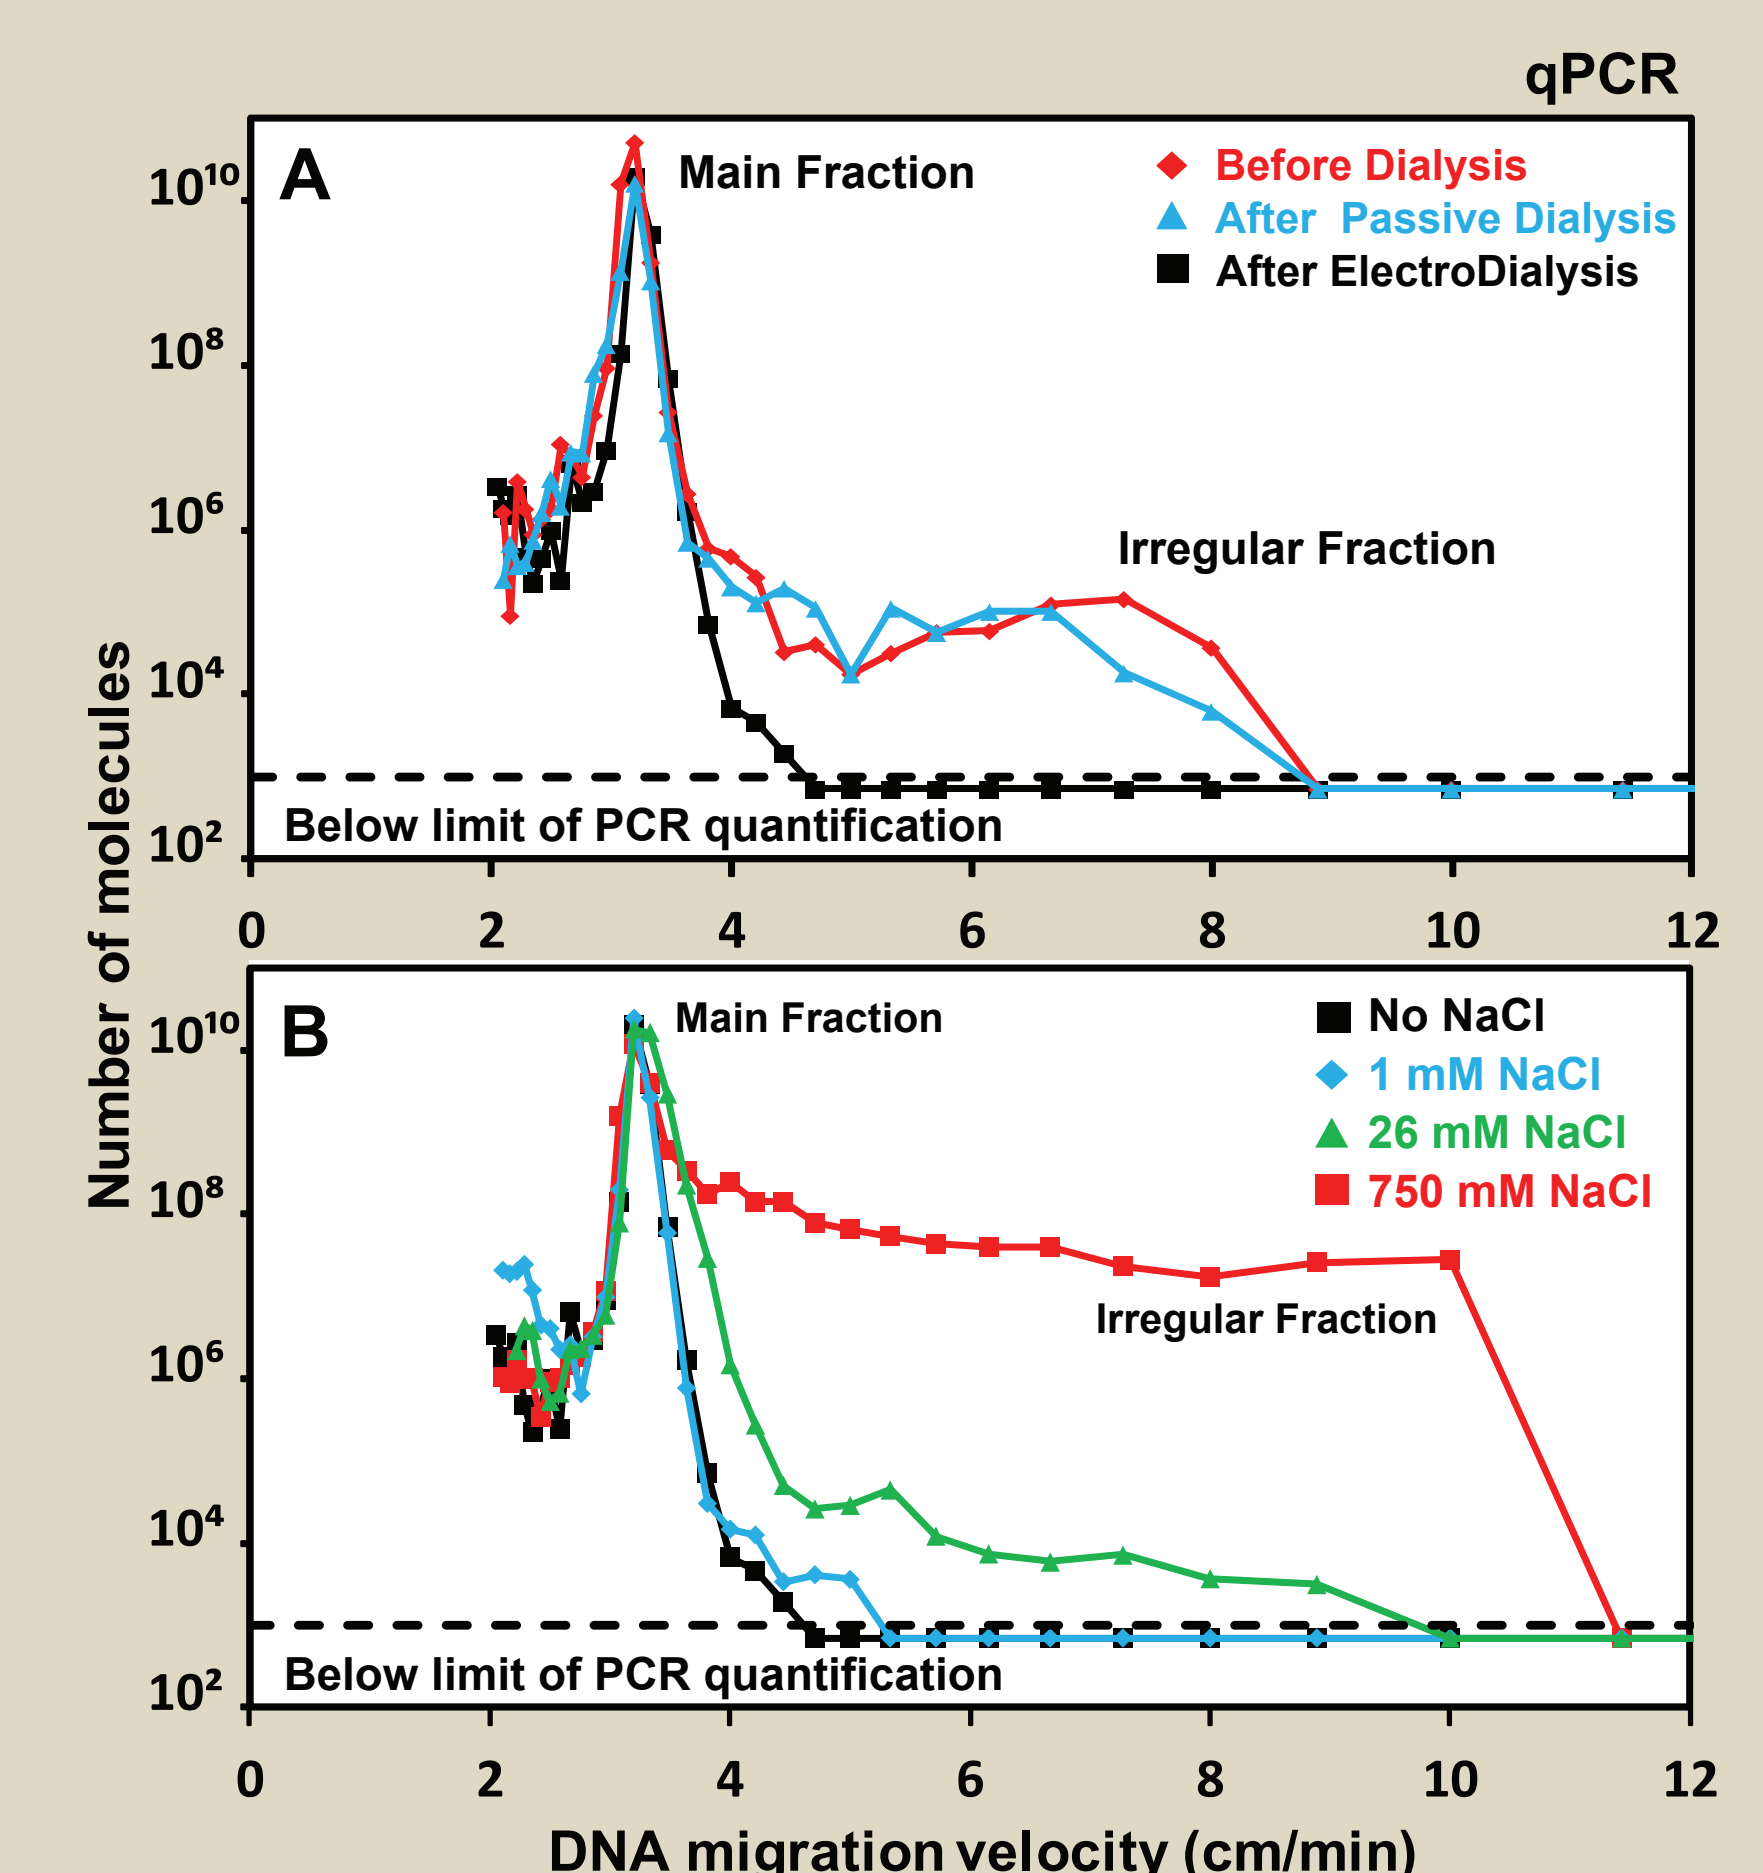 qPCR
A
Main Fraction
Before Dialysis
After Passive Dialysis
After ElectroDialysis
Irregular Fraction
Below limit of PCR quantification
10¹⁰
10⁸
10⁶
10⁴
10²
0 2 4 6 8 10 12
Number of molecules
B
Main Fraction
No NaCl
1 mM NaCl
26 mM NaCl
750 mM NaCl
Irregular Fraction
Below limit of PCR quantification
10¹⁰
10⁸
10⁶
10⁴
10²
0 2 4 6 8 10 12
DNA migration velocity (cm/min)